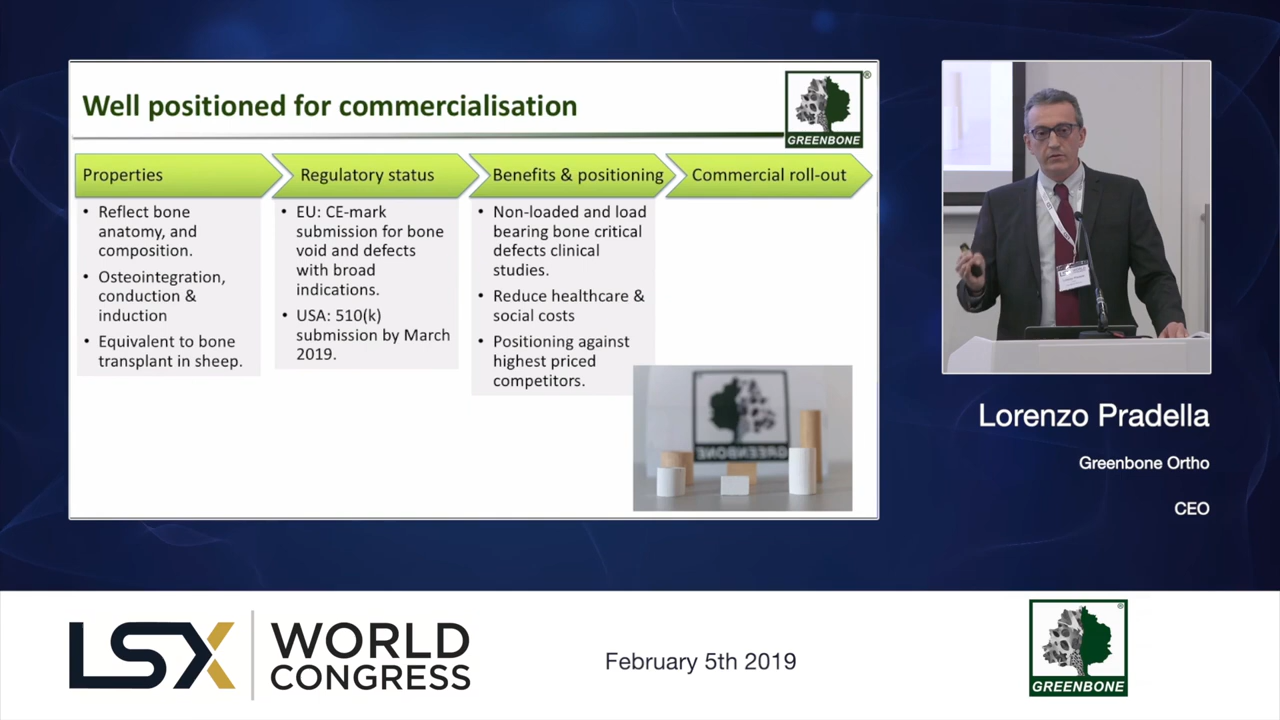 Well positioned for commercialisation
®
GREENBONE
Properties
Regulatory status
Benefits & positioning
Commercial roll-out
• Reflect bone
anatomy, and
composition.
• Osteointegration,
conduction &
induction
• Equivalent to bone
transplant in sheep.
• EU: CE-mark
submission for bone
void and defects
with broad
indications.
• USA: 510(k)
submission by March
2019.
• Non-loaded and load
bearing bone critical
defects clinical
studies.
• Reduce healthcare &
social costs
• Positioning against
highest priced
competitors.
GREENBONE
Lorenzo Pradella
Greenbone Ortho
CEO
LSX
WORLD
CONGRESS
February 5th 2019
®
GREENBONE